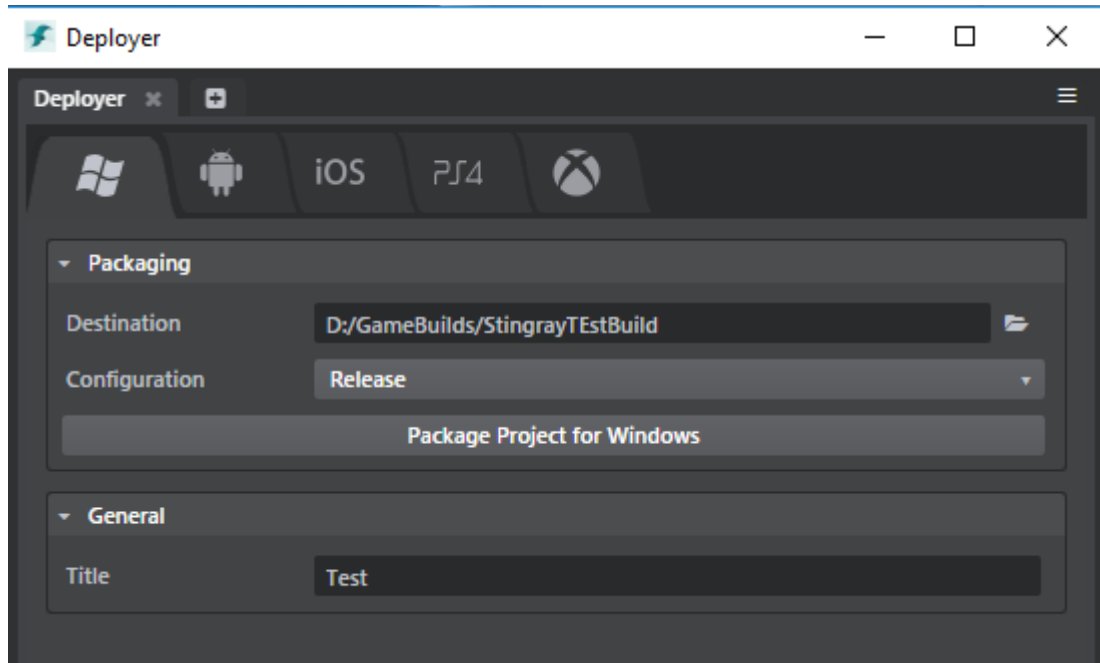 Deployer
Deployer
iOS PS4
Packaging
Destination D:/GameBuilds/StingrayTEstBuild
Configuration Release
Package Project for Windows
General
Title Test